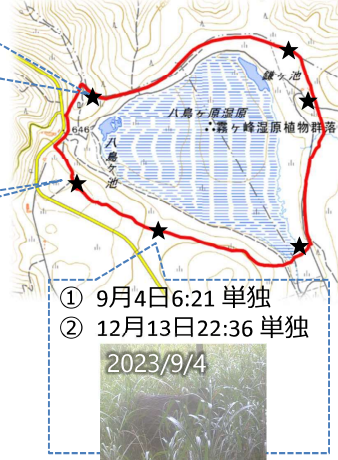 鎌ヶ池
八島ヶ原湿原
∴霧ヶ峰湿原植物群落
1646
八島ヶ池
① 9月4日6:21 単独
② 12月13日22:36 単独
2023/9/4